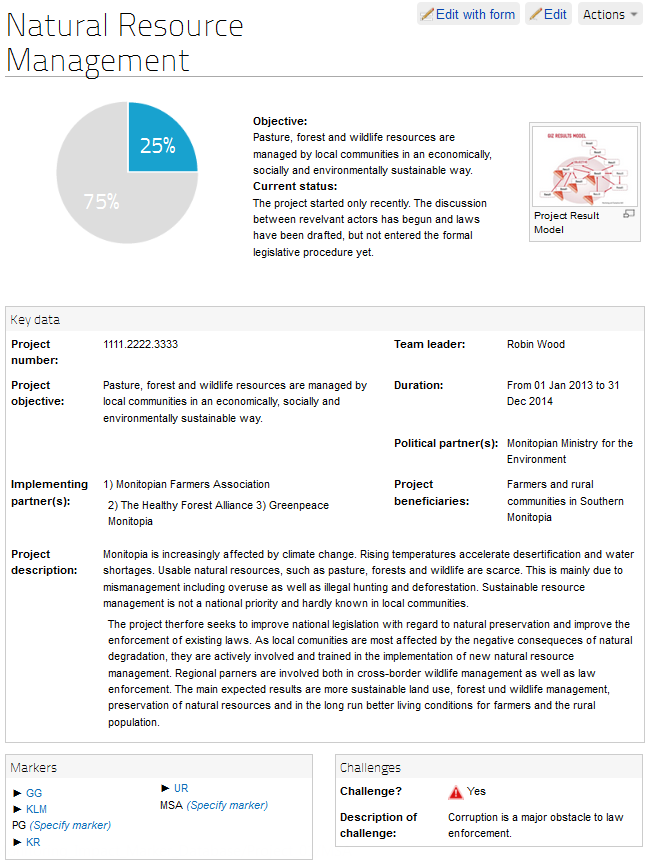 Natural Resource
Management
Edit with form
Edit
Actions
25%
75%
Objective:
Pasture, forest and wildlife resources are
managed by local communities in an economically,
socially and environmentally sustainable way.
Current status:
The project started only recently. The discussion
between revelvant actors has begun and laws
have been drafted, but not entered the formal
legislative procedure yet.
GIZ RESULTS MODEL
Project Result
Model
Key data
Project
number:
1111.2222.3333
Team leader:
Robin Wood
Project
objective:
Pasture, forest and wildlife resources are managed by
local communities in an economically, socially and
environmentally sustainable way.
Duration:
From 01 Jan 2013 to 31
Dec 2014
Political partner(s):
Monitopian Ministry for the
Environment
Implementing
partner(s):
1) Monitopian Farmers Association
2) The Healthy Forest Alliance 3) Greenpeace
Monitopia
Project
beneficiaries:
Farmers and rural
communities in Southern
Monitopia
Project
description:
Monitopia is increasingly affected by climate change. Rising temperatures accelerate desertification and water
shortages. Usable natural resources, such as pasture, forests and wildlife are scarce. This is mainly due to
mismanagement including overuse as well as illegal hunting and deforestation. Sustainable resource
management is not a national priority and hardly known in local communities.
The project therfore seeks to improve national legislation with regard to natural preservation and improve the
enforcement of existing laws. As local comunities are most affected by the negative consequeces of natural
degradation, they are actively involved and trained in the implementation of new natural resource
management. Regional parners are involved both in cross-border wildlife management as well as law
enforcement. The main expected results are more sustainable land use, forest und wildlife management,
preservation of natural resources and in the long run better living conditions for farmers and the rural
population.
Markers
► GG
► KLM
PG (Specify marker)
► KR
► UR
MSA (Specify marker)
Challenges
Challenge?
Yes
Description of
challenge:
Corruption is a major obstacle to law
enforcement.